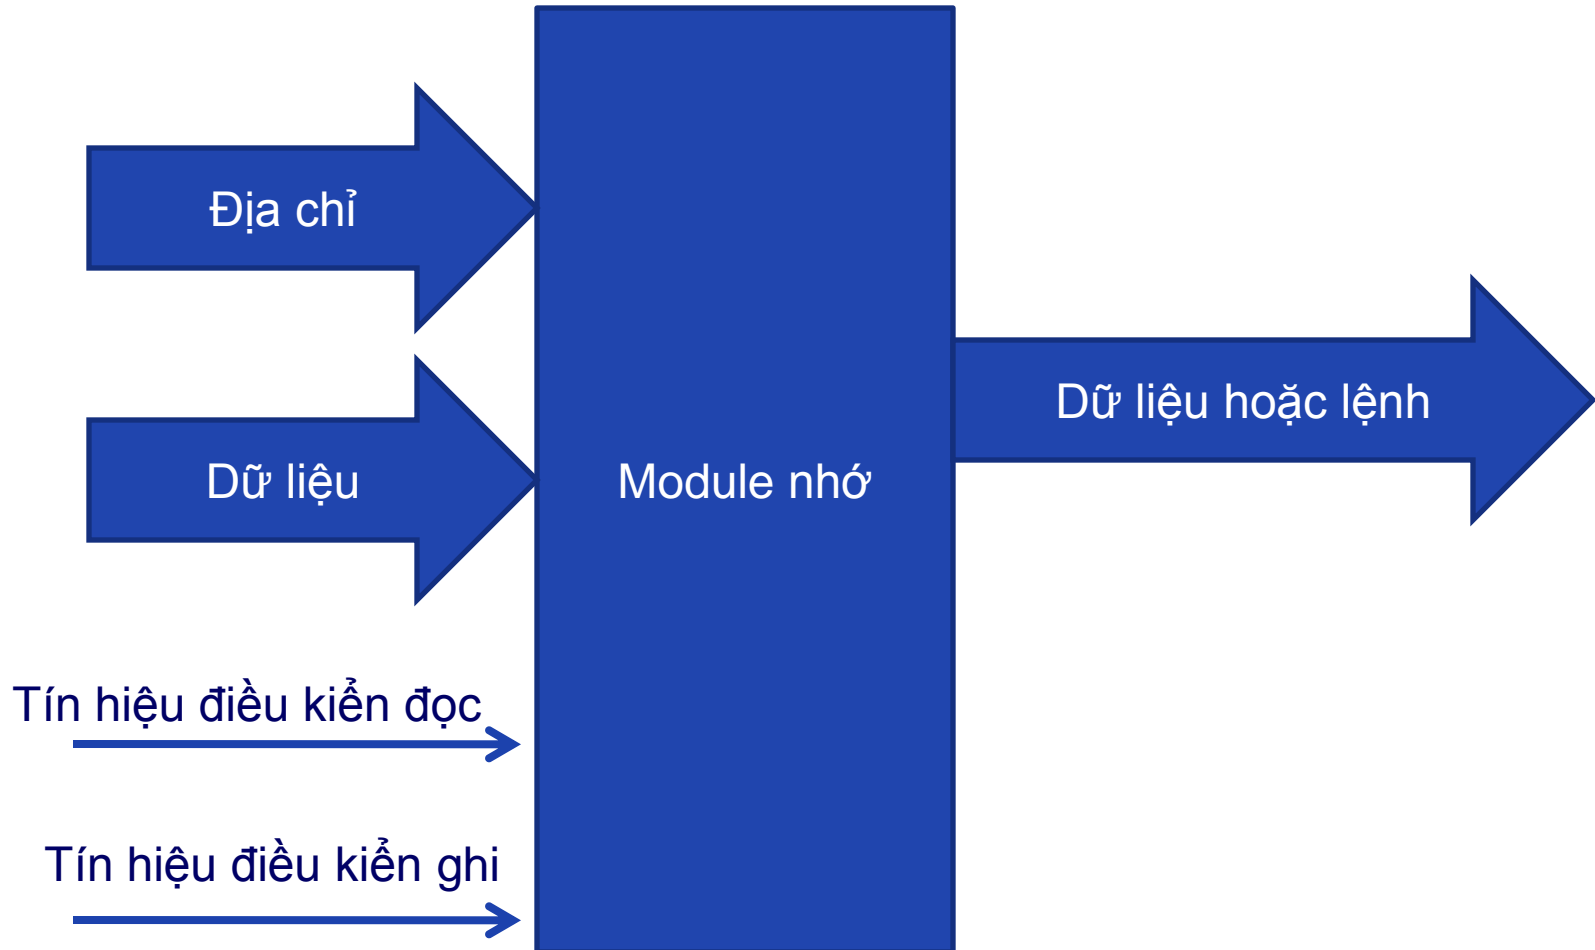 Địa chỉ
Dữ liệu
Module nhớ
Dữ liệu hoặc lệnh
Tín hiệu điều kiển đọc
Tín hiệu điều kiển ghi